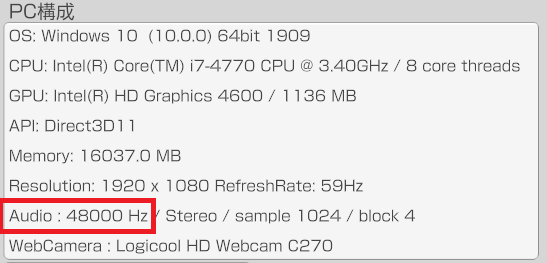 PC構成
OS: Windows 10  (10.0.0) 64bit 1909
CPU: Intel(R) Core(TM) i7-4770 CPU @ 3.40GHz / 8 core threads
GPU: Intel(R) HD Graphics 4600 / 1136 MB
API: Direct3D11
Memory: 16037.0 MB
Resolution: 1920 x 1080 RefreshRate: 59Hz
Audio : 48000 Hz / Stereo / sample 1024 / block 4
WebCamera : Logicool HD Webcam C270